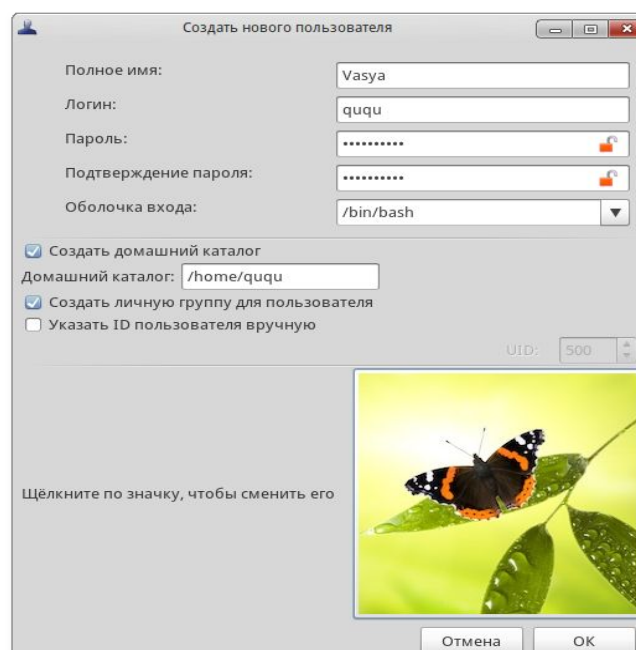 Создать нового пользователя
Полное имя: Vasya
Логин: ququ
Пароль: ••••••••••
Подтверждение пароля: ••••••••••
Оболочка входа: /bin/bash
Создать домашний каталог
Домашний каталог: /home/ququ
Создать личную группу для пользователя
Указать ID пользователя вручную
UID: 500
Щёлкните по значку, чтобы сменить его
Отмена OK